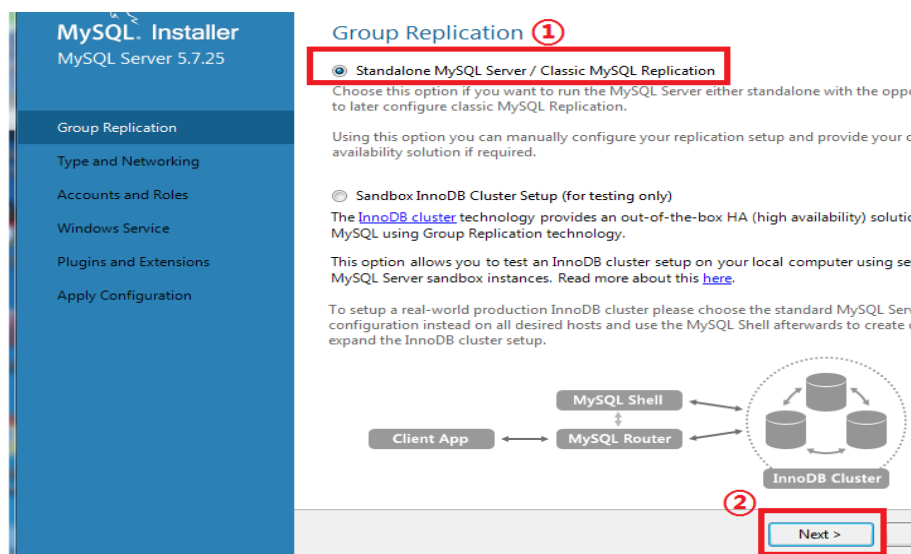 MySQL. Installer
MySQL Server 5.7.25
Group Replication
Type and Networking
Accounts and Roles
Windows Service
Plugins and Extensions
Apply Configuration
Group Replication ①
Standalone MySQL Server / Classic MySQL Replication
Choose this option if you want to run the MySQL Server either standalone with the
to later configure classic MySQL Replication.
Using this option you can manually configure your replication setup and provide your
availability solution if required.
Sandbox InnoDB Cluster Setup (for testing only)
The InnoDB cluster technology provides an out-of-the-box HA (high availability)
MySQL using Group Replication technology.
This option allows you to test an InnoDB cluster setup on your local computer using
MySQL Server sandbox instances. Read more about this here.
To setup a real-world production InnoDB cluster please choose the standard MySQL
configuration instead on all desired hosts and use the MySQL Shell afterwards to create
expand the InnoDB cluster setup.
MySQL Shell
Client App
MySQL Router
InnoDB Cluster
②
Next >